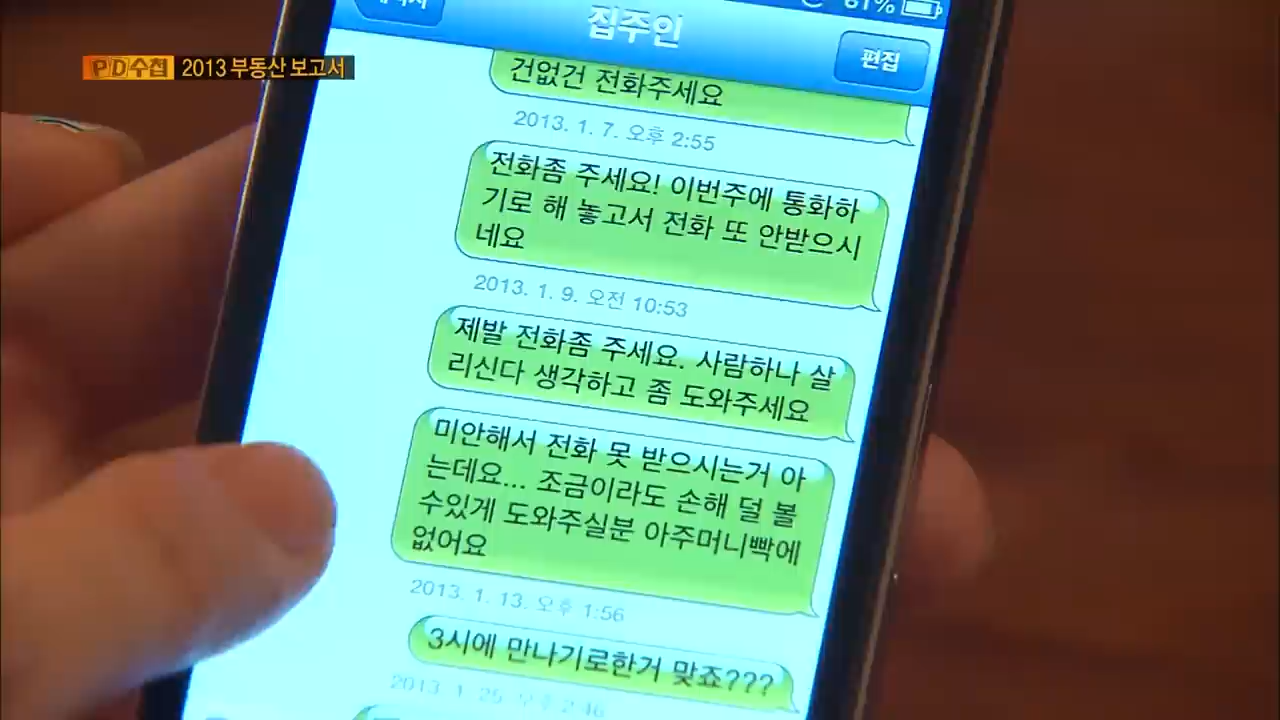 81%
집주인
편집
PD수첩 2013 부동산 보고서
건없건 전화주세요
2013. 1. 7. 오후 2:55
전화좀 주세요! 이번주에 통화하
기로 해 놓고서 전화 또 안받으시
네요
2013. 1. 9. 오전 10:53
제발 전화좀 주세요. 사람하나 살
리신다 생각하고 좀 도와주세요
미안해서 전화 못 받으시는거 아
는데요... 조금이라도 손해 덜 볼
수있게 도와주실분 아주머니빡에
없어요
2013. 1. 13. 오후 1:56
3시에 만나기로한거 맞죠???
2013. 1. 25. 오후 2:46